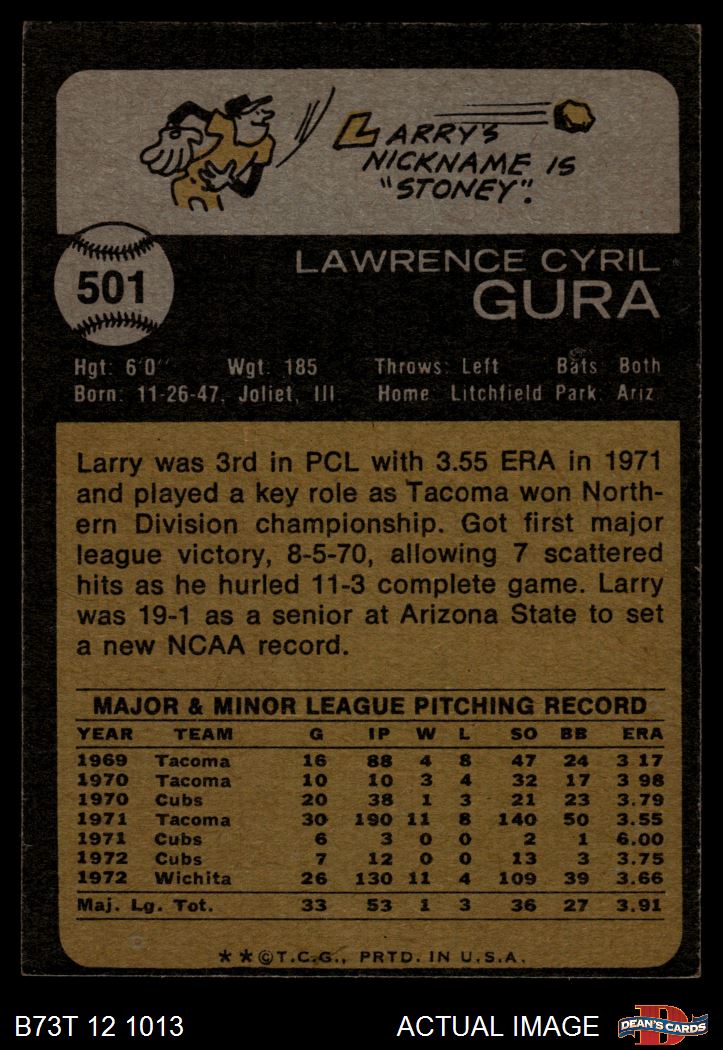 LARRY'S
NICKNAME IS
"STONEY".
501
LAWRENCE CYRIL
GURA
Hgt: 6'0" Wgt: 185 Throws: Left Bats: Both
Born: 11-26-47, Joliet, Ill. Home: Litchfield Park, Ariz.
Larry was 3rd in PCL with 3.55 ERA in 1971
and played a key role as Tacoma won North-
ern Division championship. Got first major
league victory, 8-5-70, allowing 7 scattered
hits as he hurled 11-3 complete game. Larry
was 19-1 as a senior at Arizona State to set
a new NCAA record.
MAJOR & MINOR LEAGUE PITCHING RECORD
YEAR TEAM G IP W L SO BB ERA
1969 Tacoma 16 88 4 8 47 24 3.17
1970 Tacoma 10 10 3 4 32 17 3.98
1970 Cubs 20 38 1 3 21 23 3.79
1971 Tacoma 30 190 11 8 140 50 3.55
1971 Cubs 6 3 0 0 2 1 6.00
1972 Cubs 7 12 0 0 13 3 3.75
1972 Wichita 26 130 11 4 109 39 3.66
Maj. Lg. Tot. 33 53 1 3 36 27 3.91
**©T.C.G., PRTD. IN U.S.A.
B73T 12 1013 ACTUAL IMAGE D DEAN'S CARDS